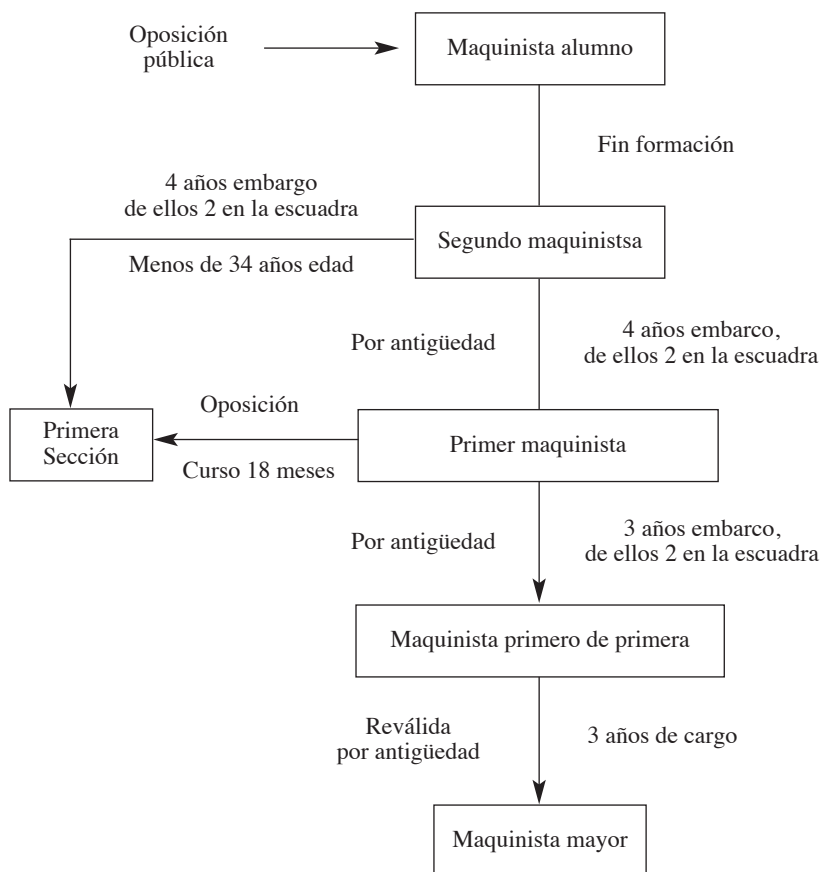 Oposición
pública
Maquinista alumno
Fin formación
4 años embargo
de ellos 2 en la escuadra
Segundo maquinistsa
Menos de 34 años edad
Por antigüedad
4 años embarco,
de ellos 2 en la escuadra
Oposición
Primera
Sección
Primer maquinista
Curso 18 meses
Por antigüedad
3 años embarco,
de ellos 2 en la escuadra
Maquinista primero de primera
Reválida
por antigüedad
3 años de cargo
Maquinista mayor